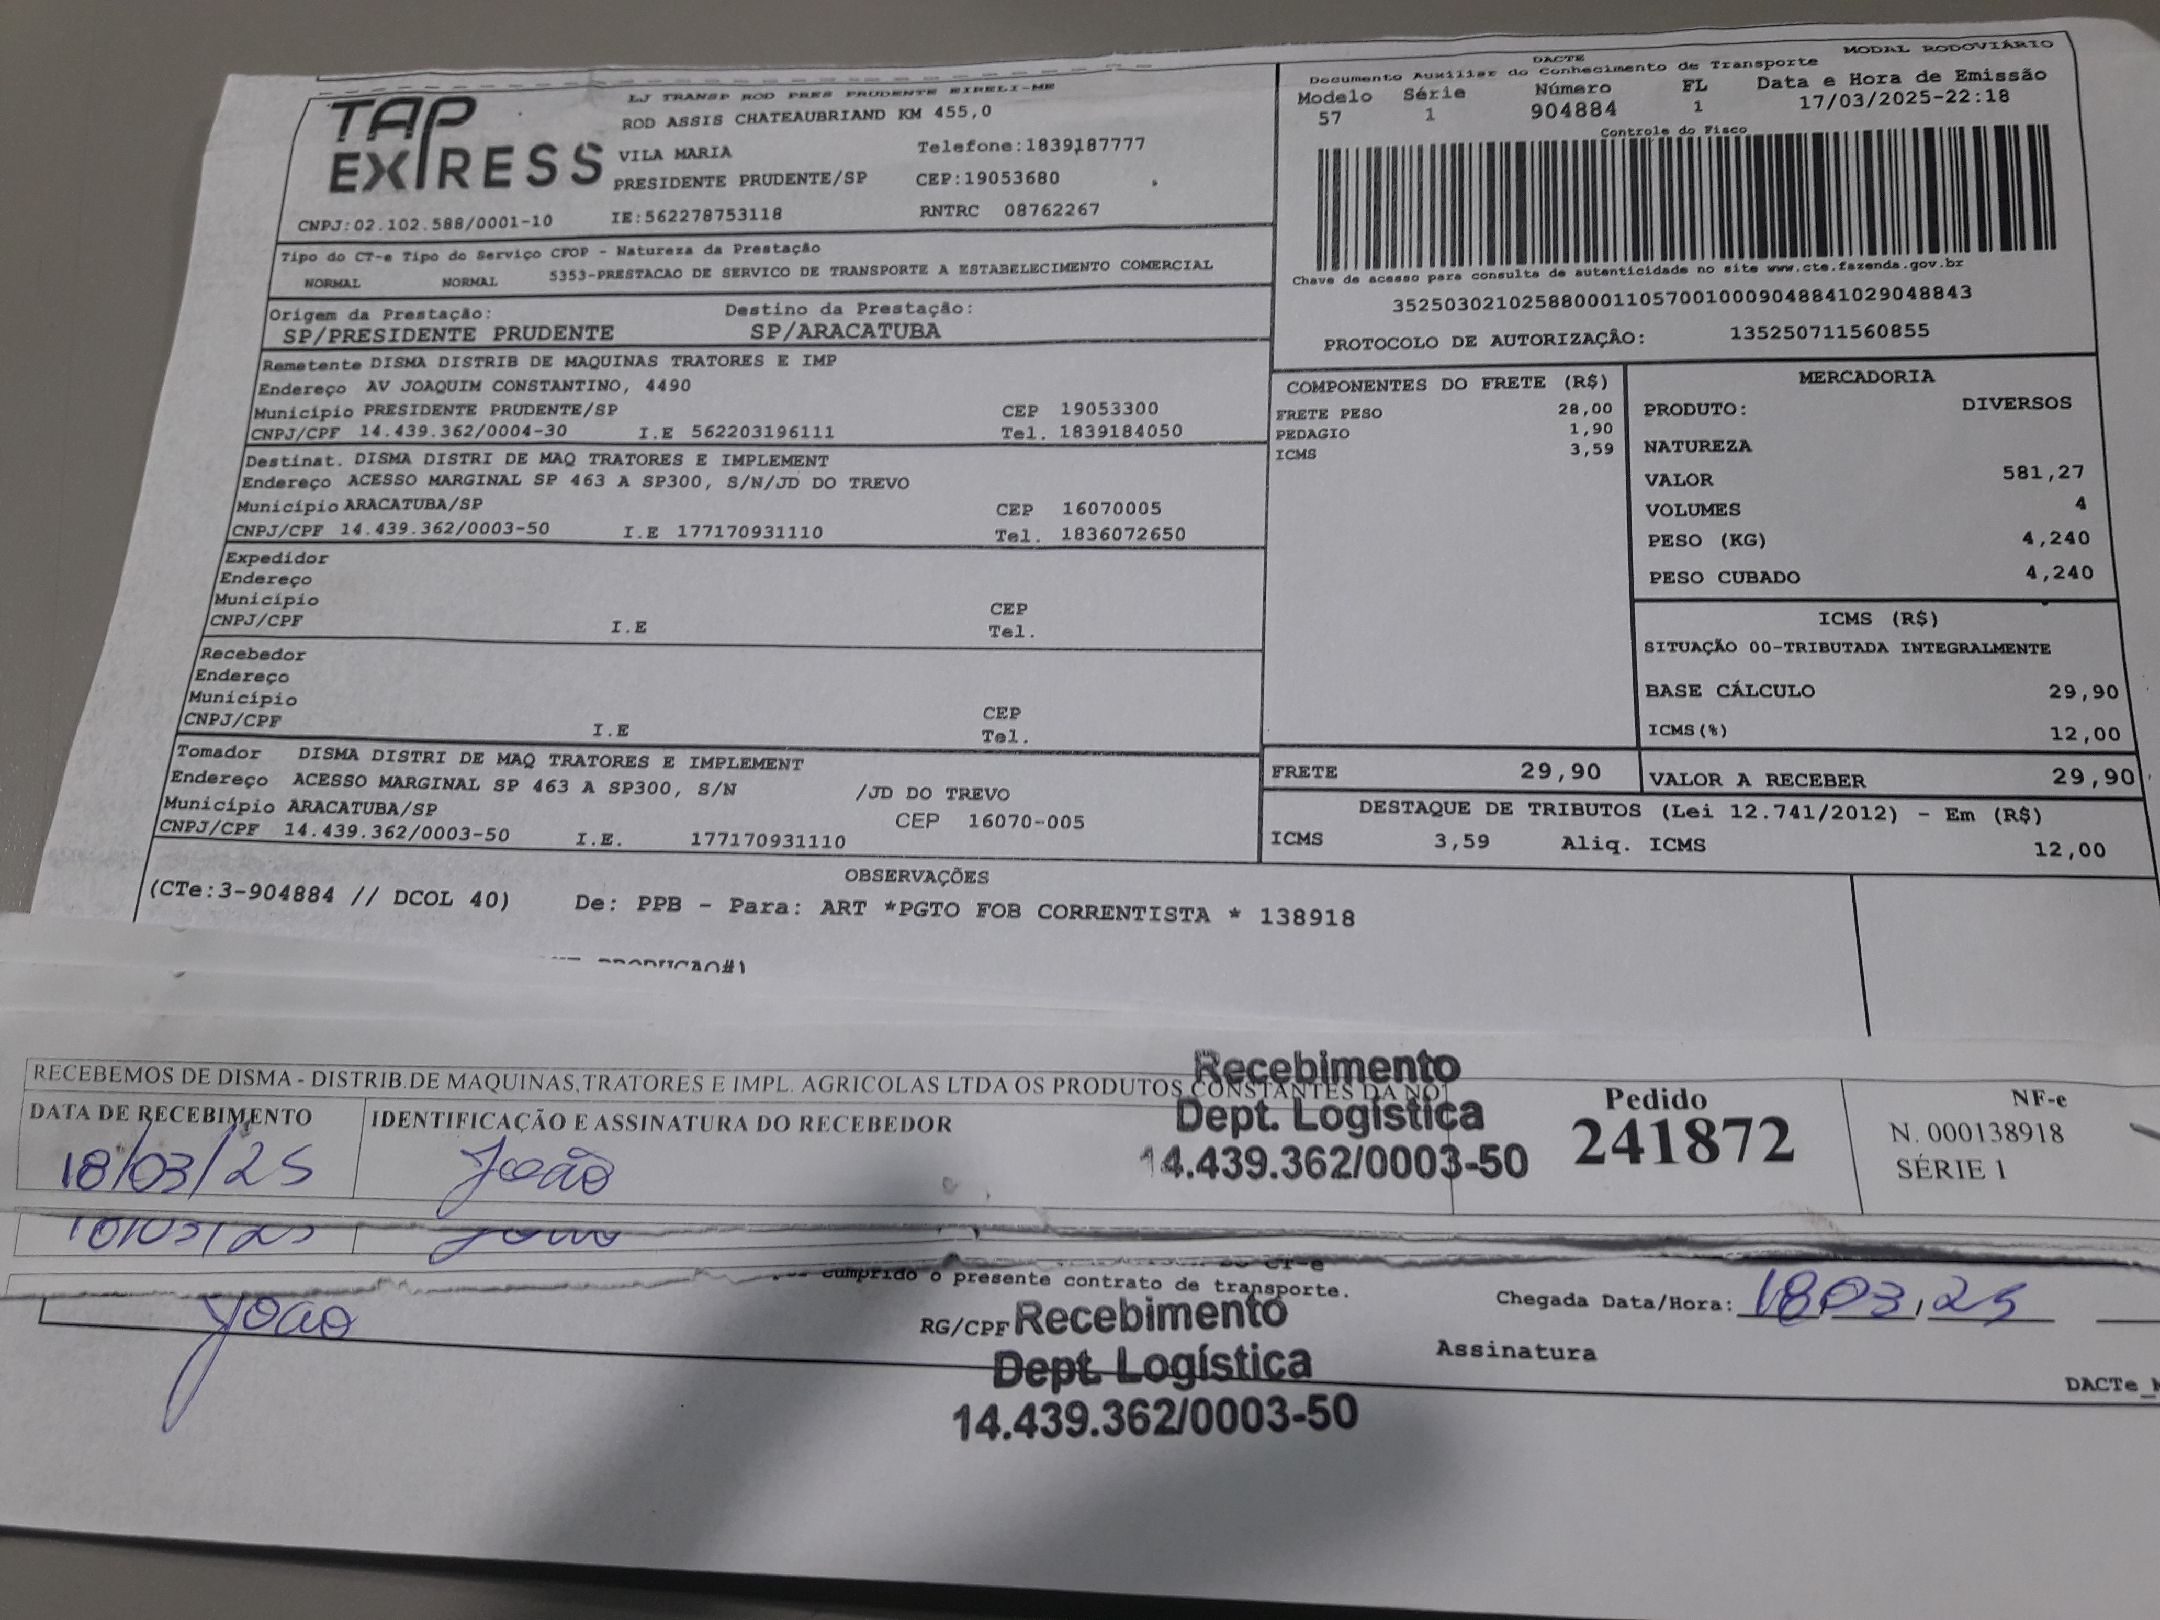 TAP EXPRESS
LJ TRANSP ROD PRES PRUDENTE EIRELI-ME
ROD ASSIS CHATEAUBRIAND KM 455,0
VILA MARIA Telefone:1839187777
PRESIDENTE PRUDENTE/SP CEP:19053680
CNPJ:02.102.588/0001-10 IE:562278753118 RNTRC 08762267
DACTE MODAL RODOVIÁRIO
Documento Auxiliar do Conhecimento de Transporte
Modelo Série Número FL Data e Hora de Emissão
57 1 904884 1 17/03/2025-22:18
Controle do Fisco
Chave de acesso para consulta de autenticidade no site www.cte.fazenda.gov.br
35250302102588000110570010009048841029048843
PROTOCOLO DE AUTORIZAÇÂO: 135250711560855
Tipo do CT-e Tipo do Serviço CFOP - Natureza da Prestação
NORMAL NORMAL 5353-PRESTACAO DE SERVICO DE TRANSPORTE A ESTABELECIMENTO COMERCIAL
Origem da Prestação: Destino da Prestação:
SP/PRESIDENTE PRUDENTE SP/ARACATUBA
Remetente DISMA DISTRIB DE MAQUINAS TRATORES E IMP
Endereço AV JOAQUIM CONSTANTINO, 4490
Município PRESIDENTE PRUDENTE/SP CEP 19053300
CNPJ/CPF 14.439.362/0004-30 I.E 562203196111 Tel. 1839184050
Destinat. DISMA DISTRI DE MAQ TRATORES E IMPLEMENT
Endereço ACESSO MARGINAL SP 463 A SP300, S/N/JD DO TREVO
Município ARACATUBA/SP CEP 16070005
CNPJ/CPF 14.439.362/0003-50 I.E 177170931110 Tel. 1836072650
Expedidor
Endereço
Município CEP
CNPJ/CPF I.E Tel.
Recebedor
Endereço
Município CEP
CNPJ/CPF I.E Tel.
Tomador DISMA DISTRI DE MAQ TRATORES E IMPLEMENT
Endereço ACESSO MARGINAL SP 463 A SP300, S/N /JD DO TREVO
Município ARACATUBA/SP CEP 16070-005
CNPJ/CPF 14.439.362/0003-50 I.E. 177170931110
COMPONENTES DO FRETE (R$)
FRETE PESO 28,00
PEDAGIO 1,90
ICMS 3,59
MERCADORIA
PRODUTO: DIVERSOS
NATUREZA
VALOR 581,27
VOLUMES 4
PESO (KG) 4,240
PESO CUBADO 4,240
ICMS (R$)
SITUAÇÃO 00-TRIBUTADA INTEGRALMENTE
BASE CÁLCULO 29,90
ICMS(%) 12,00
FRETE 29,90 VALOR A RECEBER 29,90
DESTAQUE DE TRIBUTOS (Lei 12.741/2012) - Em (R$)
ICMS 3,59 Aliq. ICMS 12,00
OBSERVAÇÕES
(CTe:3-904884 // DCOL 40) De: PPB - Para: ART *PGTO FOB CORRENTISTA * 138918
PRODUCAO#)
RECEBEMOS DE DISMA - DISTRIB.DE MAQUINAS,TRATORES E IMPL. AGRICOLAS LTDA OS PRODUTOS CONSTANTES DA NO
DATA DE RECEBIMENTO IDENTIFICAÇÃO E ASSINATURA DO RECEBEDOR
18/03/25 João
Recebimento
Dept. Logística
14.439.362/0003-50
Pedido
241872
NF-e
N. 000138918
SÉRIE 1
18/03/25 João
CT-e
cumprido o presente contrato de transporte.
João RG/CPF Chegada Data/Hora: 18 03, 25
Recebimento
Dept. Logística
14.439.362/0003-50
Assinatura
DACTe_